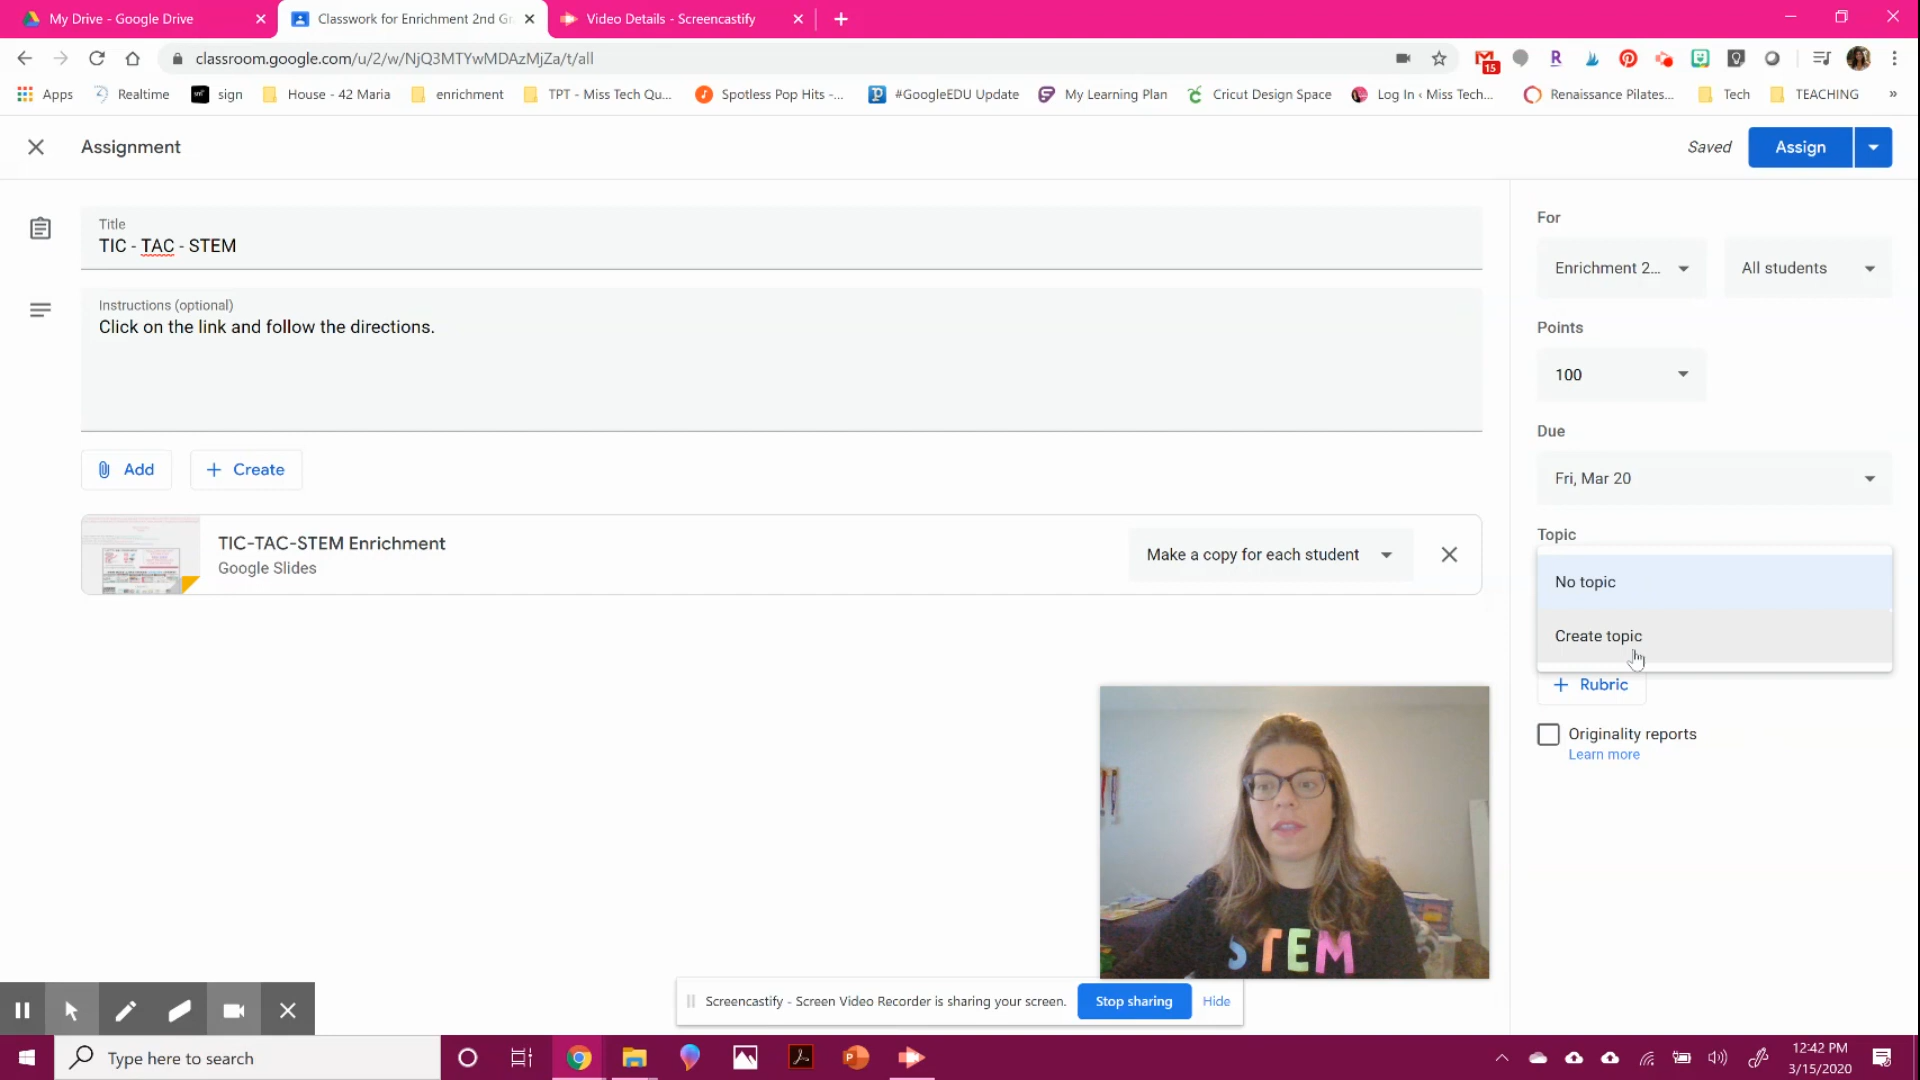 My Drive - Google Drive
Classwork for Enrichment 2nd Gr
Video Details - Screencastify
classroom.google.com/u/2/w/NjQ3MTYwMDAzMjZa/t/all
15
Apps
Realtime
sign
House - 42 Maria
enrichment
TPT - Miss Tech Qu...
Spotless Pop Hits -...
#GoogleEDU Update
My Learning Plan
Cricut Design Space
Log In ‹ Miss Tech...
Renaissance Pilates...
Tech
TEACHING
»
Assignment
Saved
Assign
Title
TIC - TAC - STEM
Instructions (optional)
Click on the link and follow the directions.
Add
Create
TIC-TAC-STEM Enrichment
Google Slides
Make a copy for each student
For
Enrichment 2...
All students
Points
100
Due
Fri, Mar 20
Topic
No topic
Create topic
Rubric
Originality reports
Learn more
STEM
Screencastify - Screen Video Recorder is sharing your screen.
Stop sharing
Hide
Type here to search
12:42 PM
3/15/2020